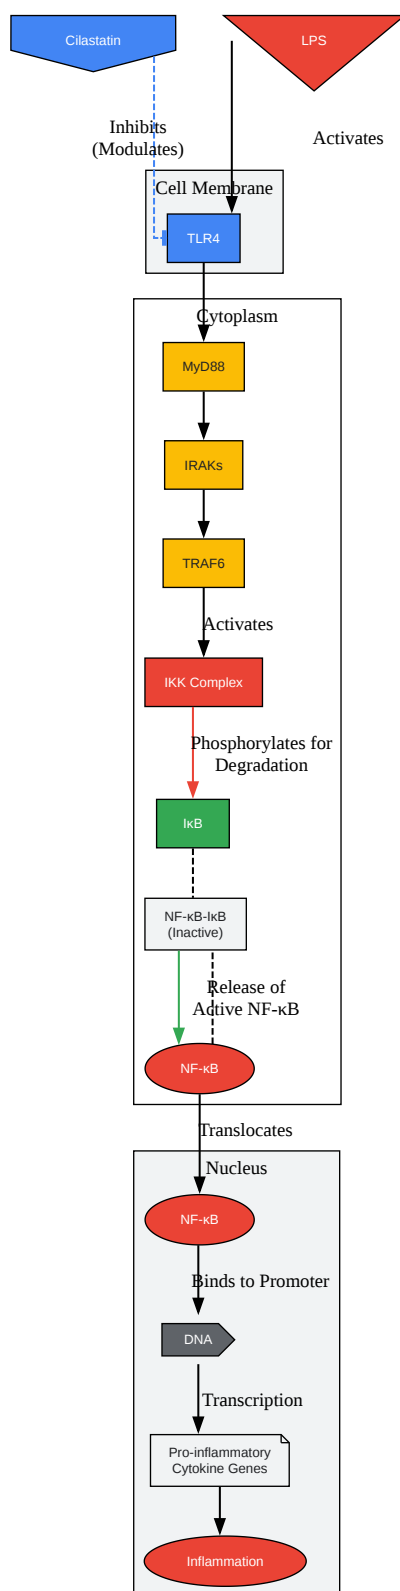 Cilastatin
LPS
Inhibits
(Modulates)
Activates
Cell Membrane
TLR4
Cytoplasm
MyD88
IRAKs
TRAF6
Activates
IKK Complex
Phosphorylates for
Degradation
IκB
NF-κB-IκB
(Inactive)
Release of
Active NF-κB
NF-κB
Translocates
Nucleus
NF-κB
Binds to Promoter
DNA
Transcription
Pro-inflammatory
Cytokine Genes
Inflammation